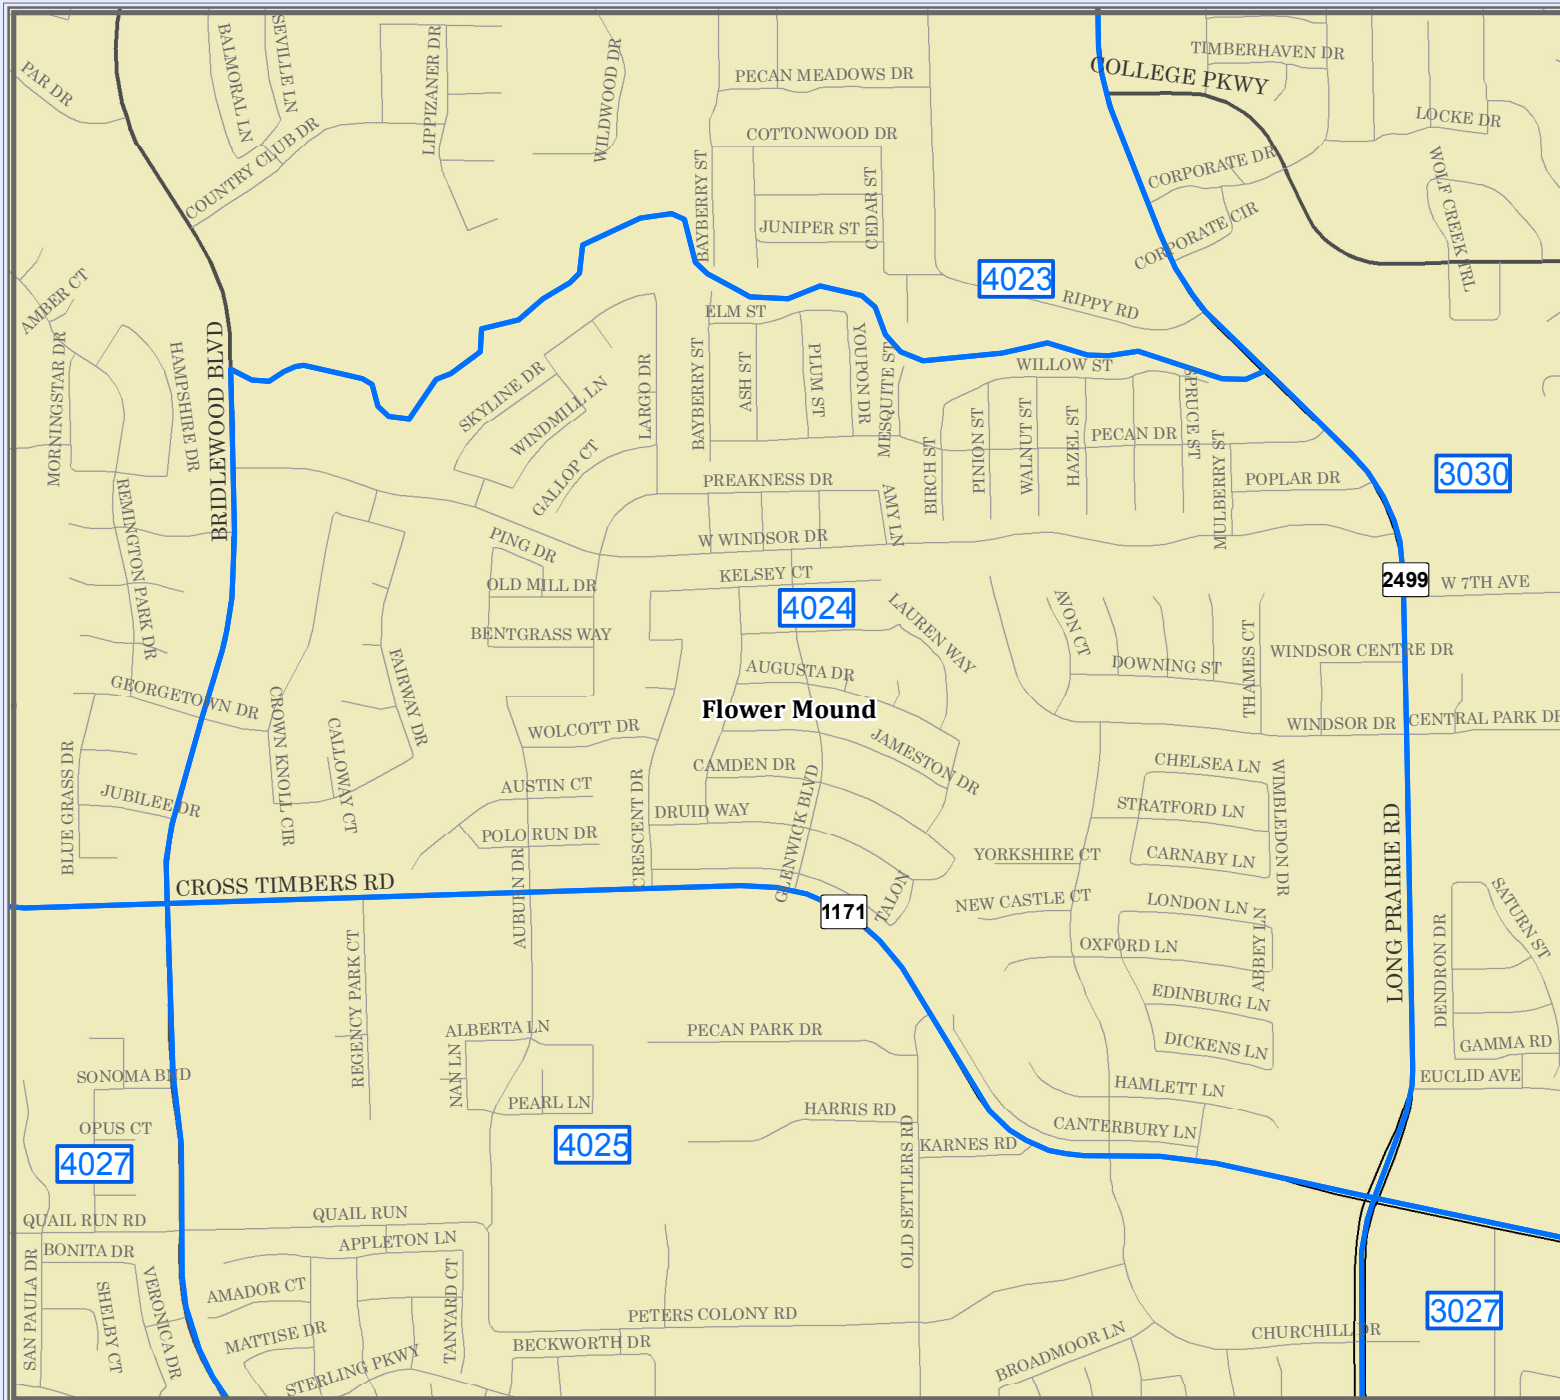 PAR DR
BALMORAL LN
SEVILLE LN
LIPPIZANER DR
WILDWOOD DR
PECAN MEADOWS DR
COLLEGE PKWY
TIMBERHAVEN DR
LOCKE DR
COUNTRY CLUB DR
COTTONWOOD DR
BAYBERRY ST
CEDAR ST
JUNIPER ST
CORPORATE DR
CORPORATE CIR
WOLF CREEK TRL
4023
RIPPY RD
AMBER CT
MORNINGSTAR DR
HAMPSHIRE DR
BRIDLEWOOD BLVD
SKYLINE DR
WINDMILL LN
GALLOP CT
LARGO DR
ELM ST
BAYBERRY ST
ASH ST
PLUM ST
YOUPON DR
MESQUITE ST
WILLOW ST
BIRCH ST
PINION ST
WALNUT ST
HAZEL ST
PECAN DR
SPRUCE ST
MULBERRY ST
POPLAR DR
3030
REMINGTON PARK DR
PREAKNESS DR
AMY LN
PING DR
W WINDSOR DR
OLD MILL DR
KELSEY CT
4024
2499
W 7TH AVE
BENTGRASS WAY
LAUREN WAY
AVON CT
DOWNING ST
THAMES CT
WINDSOR CENTRE DR
GEORGETOWN DR
CROWN KNOLL CIR
CALLOWAY CT
FAIRWAY DR
AUGUSTA DR
Flower Mound
WOLCOTT DR
JAMESTON DR
WINDSOR DR
CENTRAL PARK DR
BLUE GRASS DR
JUBILEE DR
AUSTIN CT
CRESCENT DR
CAMDEN DR
GLENWICK BLVD
CHELSEA LN
WIMBLEDON DR
DRUID WAY
STRATFORD LN
POLO RUN DR
YORKSHIRE CT
CARNABY LN
LONG PRAIRIE RD
CROSS TIMBERS RD
AUBURN DR
1171
TALON
NEW CASTLE CT
LONDON LN
ABBEY LN
OXFORD LN
DENDRON DR
SATURN ST
REGENCY PARK CT
EDINBURG LN
ALBERTA LN
PECAN PARK DR
DICKENS LN
GAMMA RD
NAN LN
SONOMA BND
EUCLID AVE
PEARL LN
HARRIS RD
HAMLETT LN
OPUS CT
4025
OLD SETTLERS RD
KARNES RD
CANTERBURY LN
4027
QUAIL RUN RD
QUAIL RUN
BONITA DR
APPLETON LN
SAN PAULA DR
SHELBY CT
VERONICA DR
AMADOR CT
TANYARD CT
MATTISE DR
STERLING PKWY
PETERS COLONY RD
BECKWORTH DR
BROADMOOR LN
CHURCHILL DR
3027